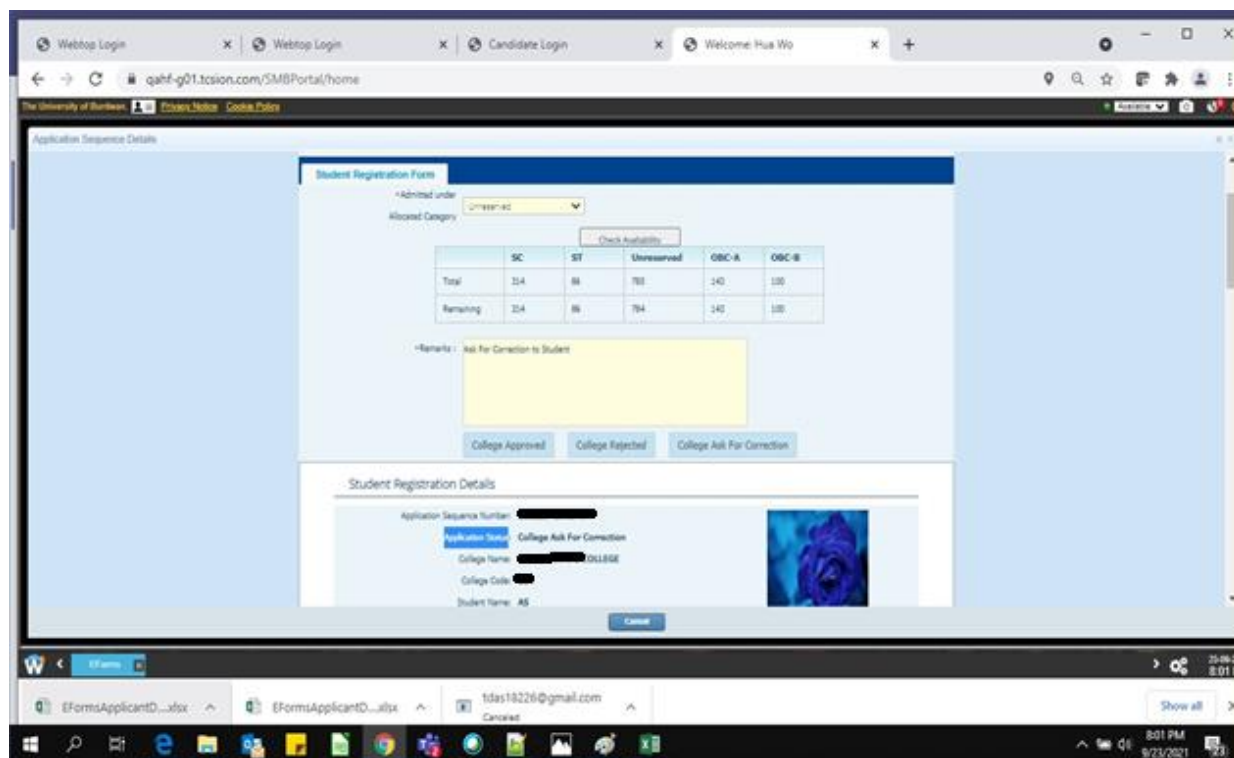 Webtop Login
Webtop Login
Candidate Login
Welcome: Hua Wo
qahf-g01.tcsion.com/SMBPortal/home
The University of Burdwan
Privacy Notice
Cookie Policy
Available
Application Sequence Details
Student Registration Form
*Admitted under
Allocated Category
Unreserved
Check Availability
SC ST Unreserved OBC-A OBC-B
Total 314 86 140 100
Remaining 314 86 784 140 100
*Remarks : Ask For Correction to Student
College Approved College Rejected College Ask For Correction
Student Registration Details
Application Sequence Number:
Application Status College Ask For Correction
College Name: COLLEGE
College Code:
Student Name: AS
Cancel
EForms
8:01
EFormsApplicantD....xlsx
EFormsApplicantD....xlsx
tdas18226@gmail.com
Canceled
Show all
8:01 PM
9/23/2021
23